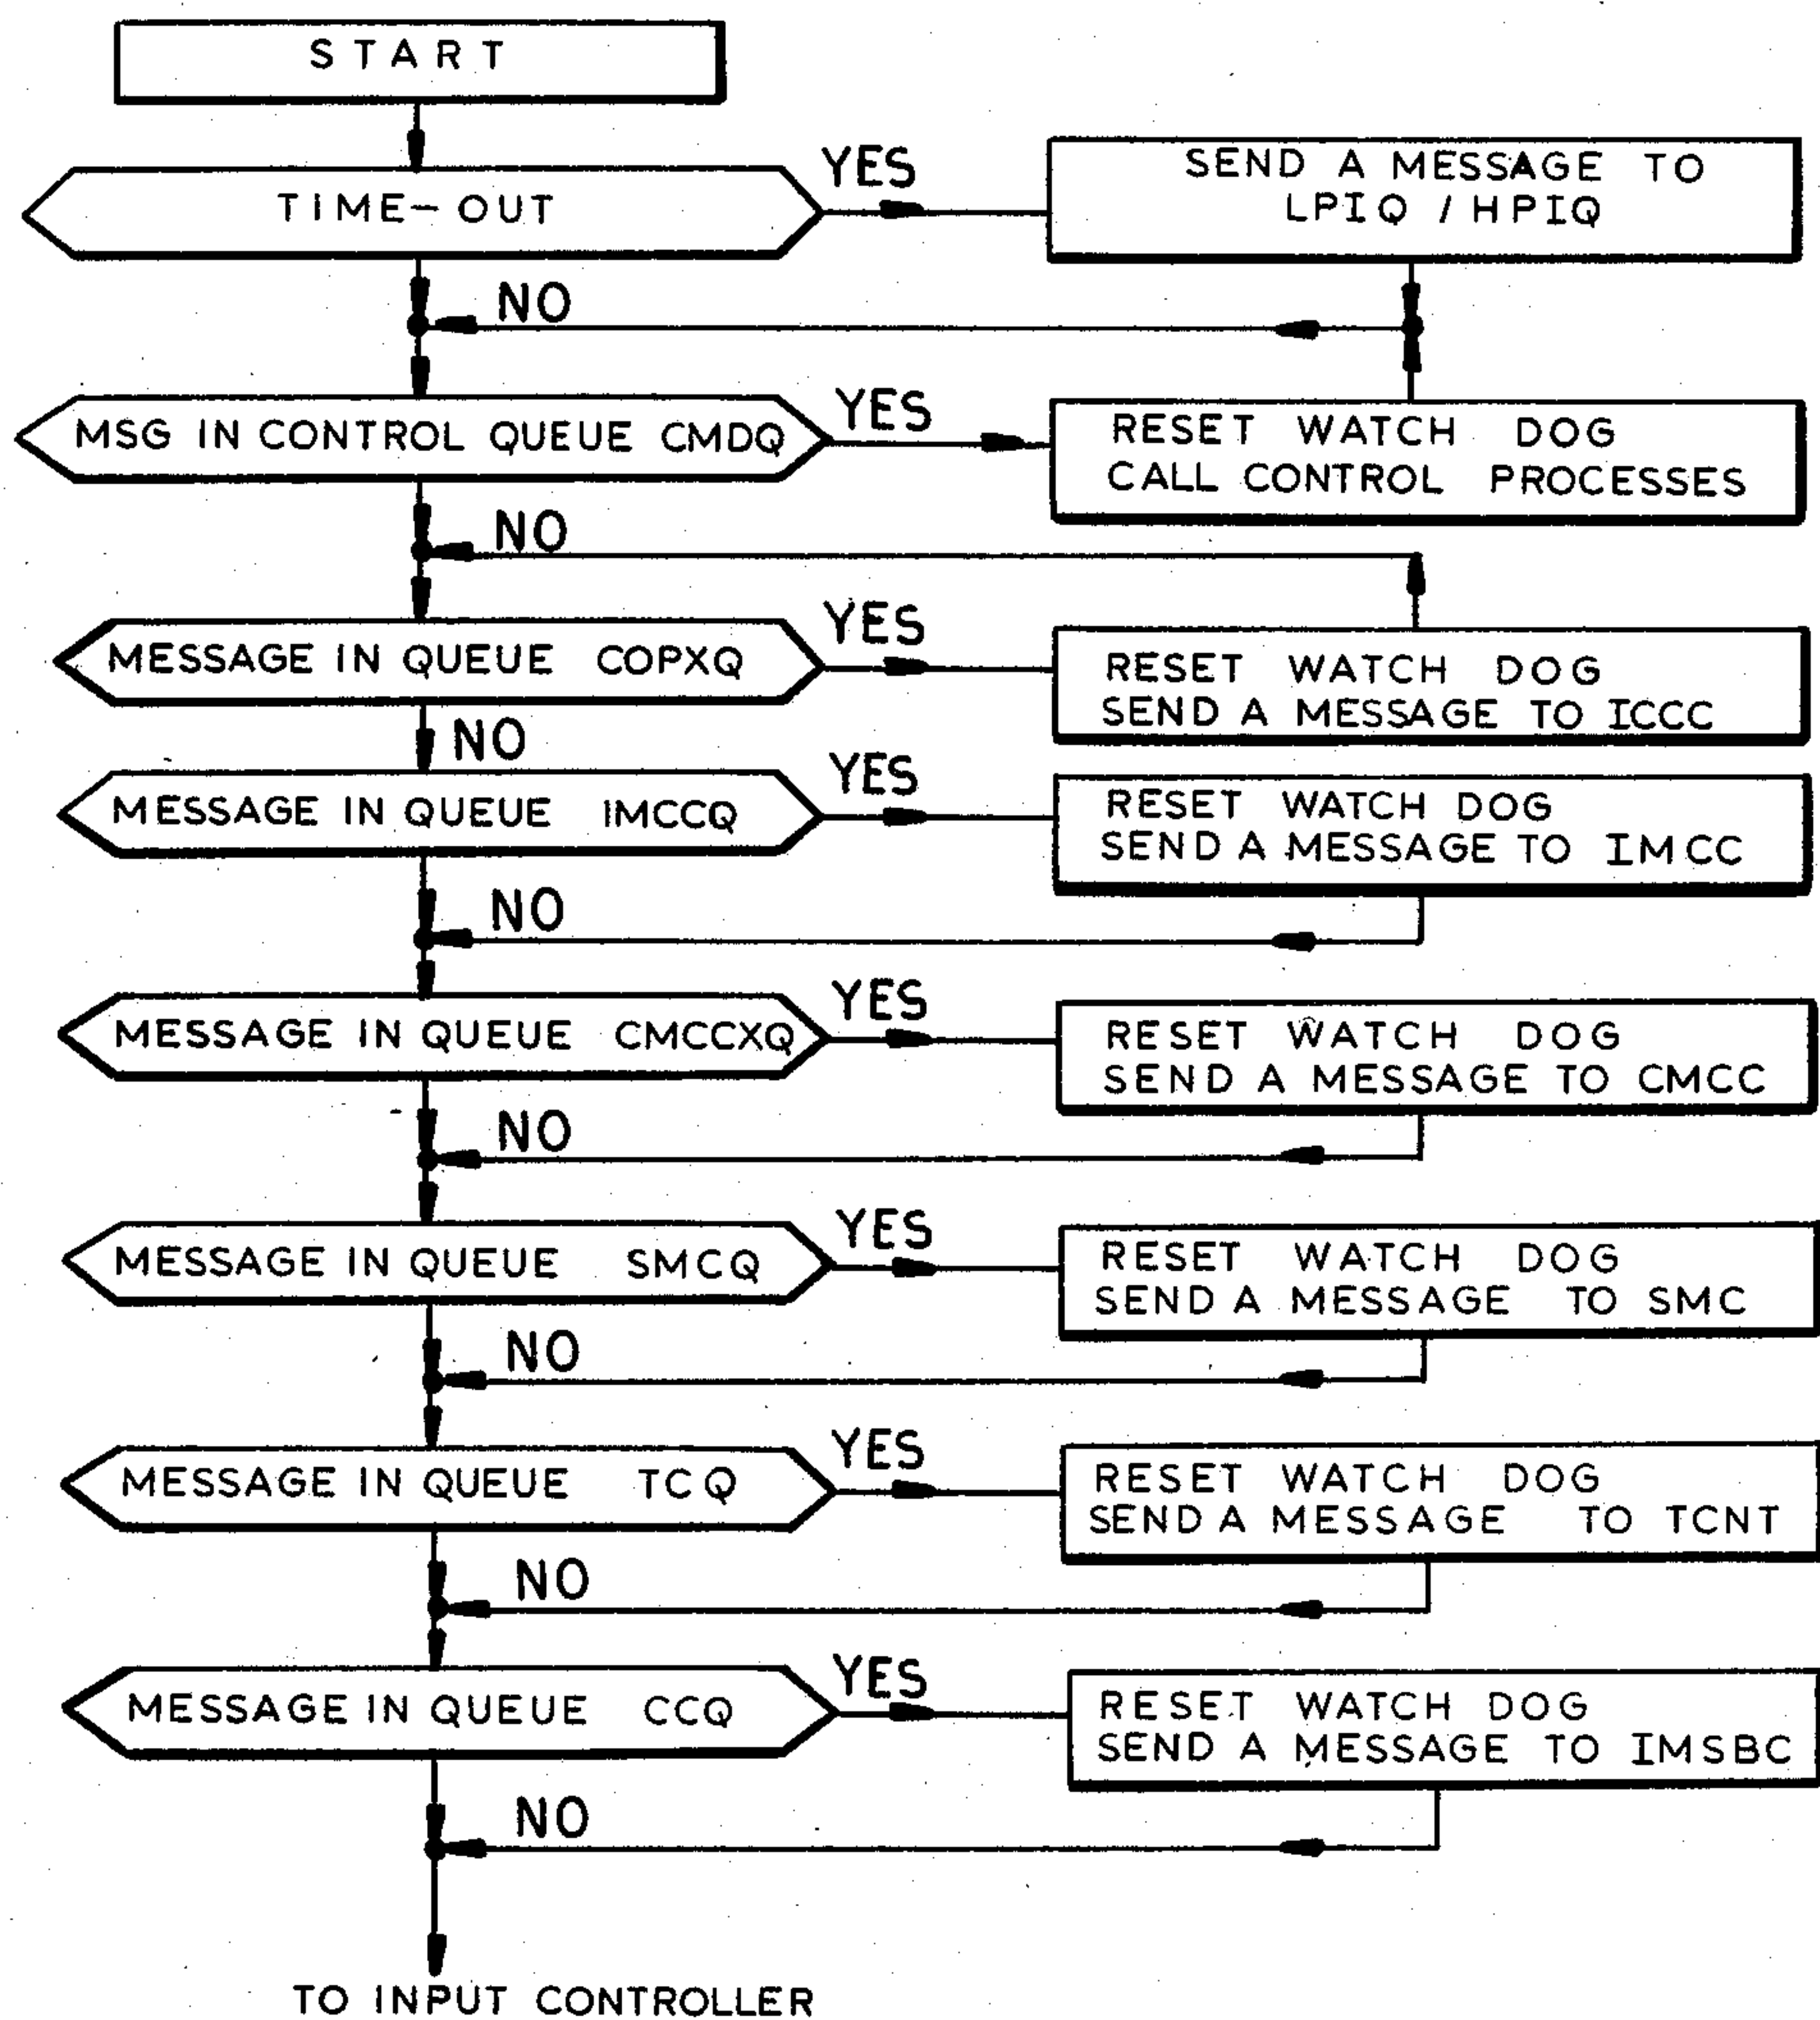 START
TIME-OUT
YES
SEND A MESSAGE TO
LPIQ / HPIQ
NO
MSG IN CONTROL QUEUE CMDQ
YES
RESET WATCH DOG
CALL CONTROL PROCESSES
NO
MESSAGE IN QUEUE COPXQ
YES
RESET WATCH DOG
SEND A MESSAGE TO ICCC
NO
MESSAGE IN QUEUE IMCCQ
YES
RESET WATCH DOG
SEND A MESSAGE TO IMCC
NO
MESSAGE IN QUEUE CMCCXQ
YES
RESET WATCH DOG
SEND A MESSAGE TO CMCC
NO
MESSAGE IN QUEUE SMCQ
YES
RESET WATCH DOG
SEND A MESSAGE TO SMC
NO
MESSAGE IN QUEUE TCQ
YES
RESET WATCH DOG
SEND A MESSAGE TO TCNT
NO
MESSAGE IN QUEUE CCQ
YES
RESET WATCH DOG
SEND A MESSAGE TO IMSBC
NO
TO INPUT CONTROLLER